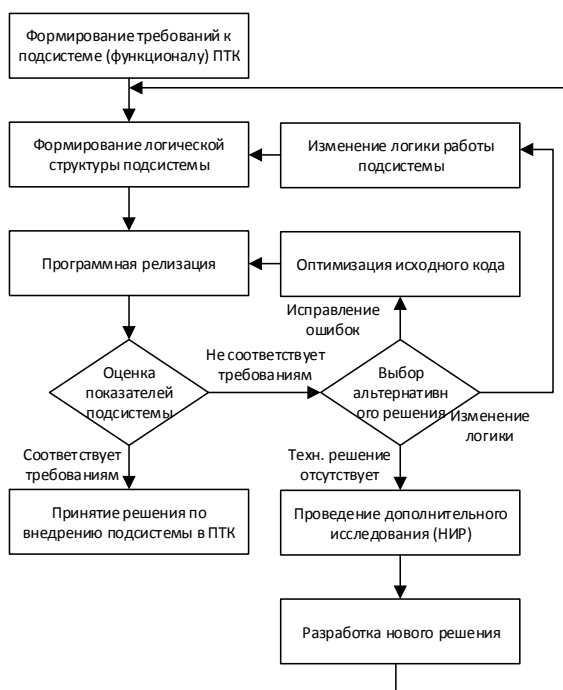 Формирование требований к
подсистеме (функционалу) ПТК
Формирование логической
структуры подсистемы
Изменение логики работы
подсистемы
Программная релизация
Оптимизация исходного кода
Исправление
ошибок
Не соответствует
требованиям
Оценка
показателей
подсистемы
Выбор
альтернативн
ого решения
Изменение
логики
Соответствует
требованиям
Техн. решение
отсутствует
Принятие решения по
внедрению подсистемы в ПТК
Проведение дополнительного
исследования (НИР)
Разработка нового решения